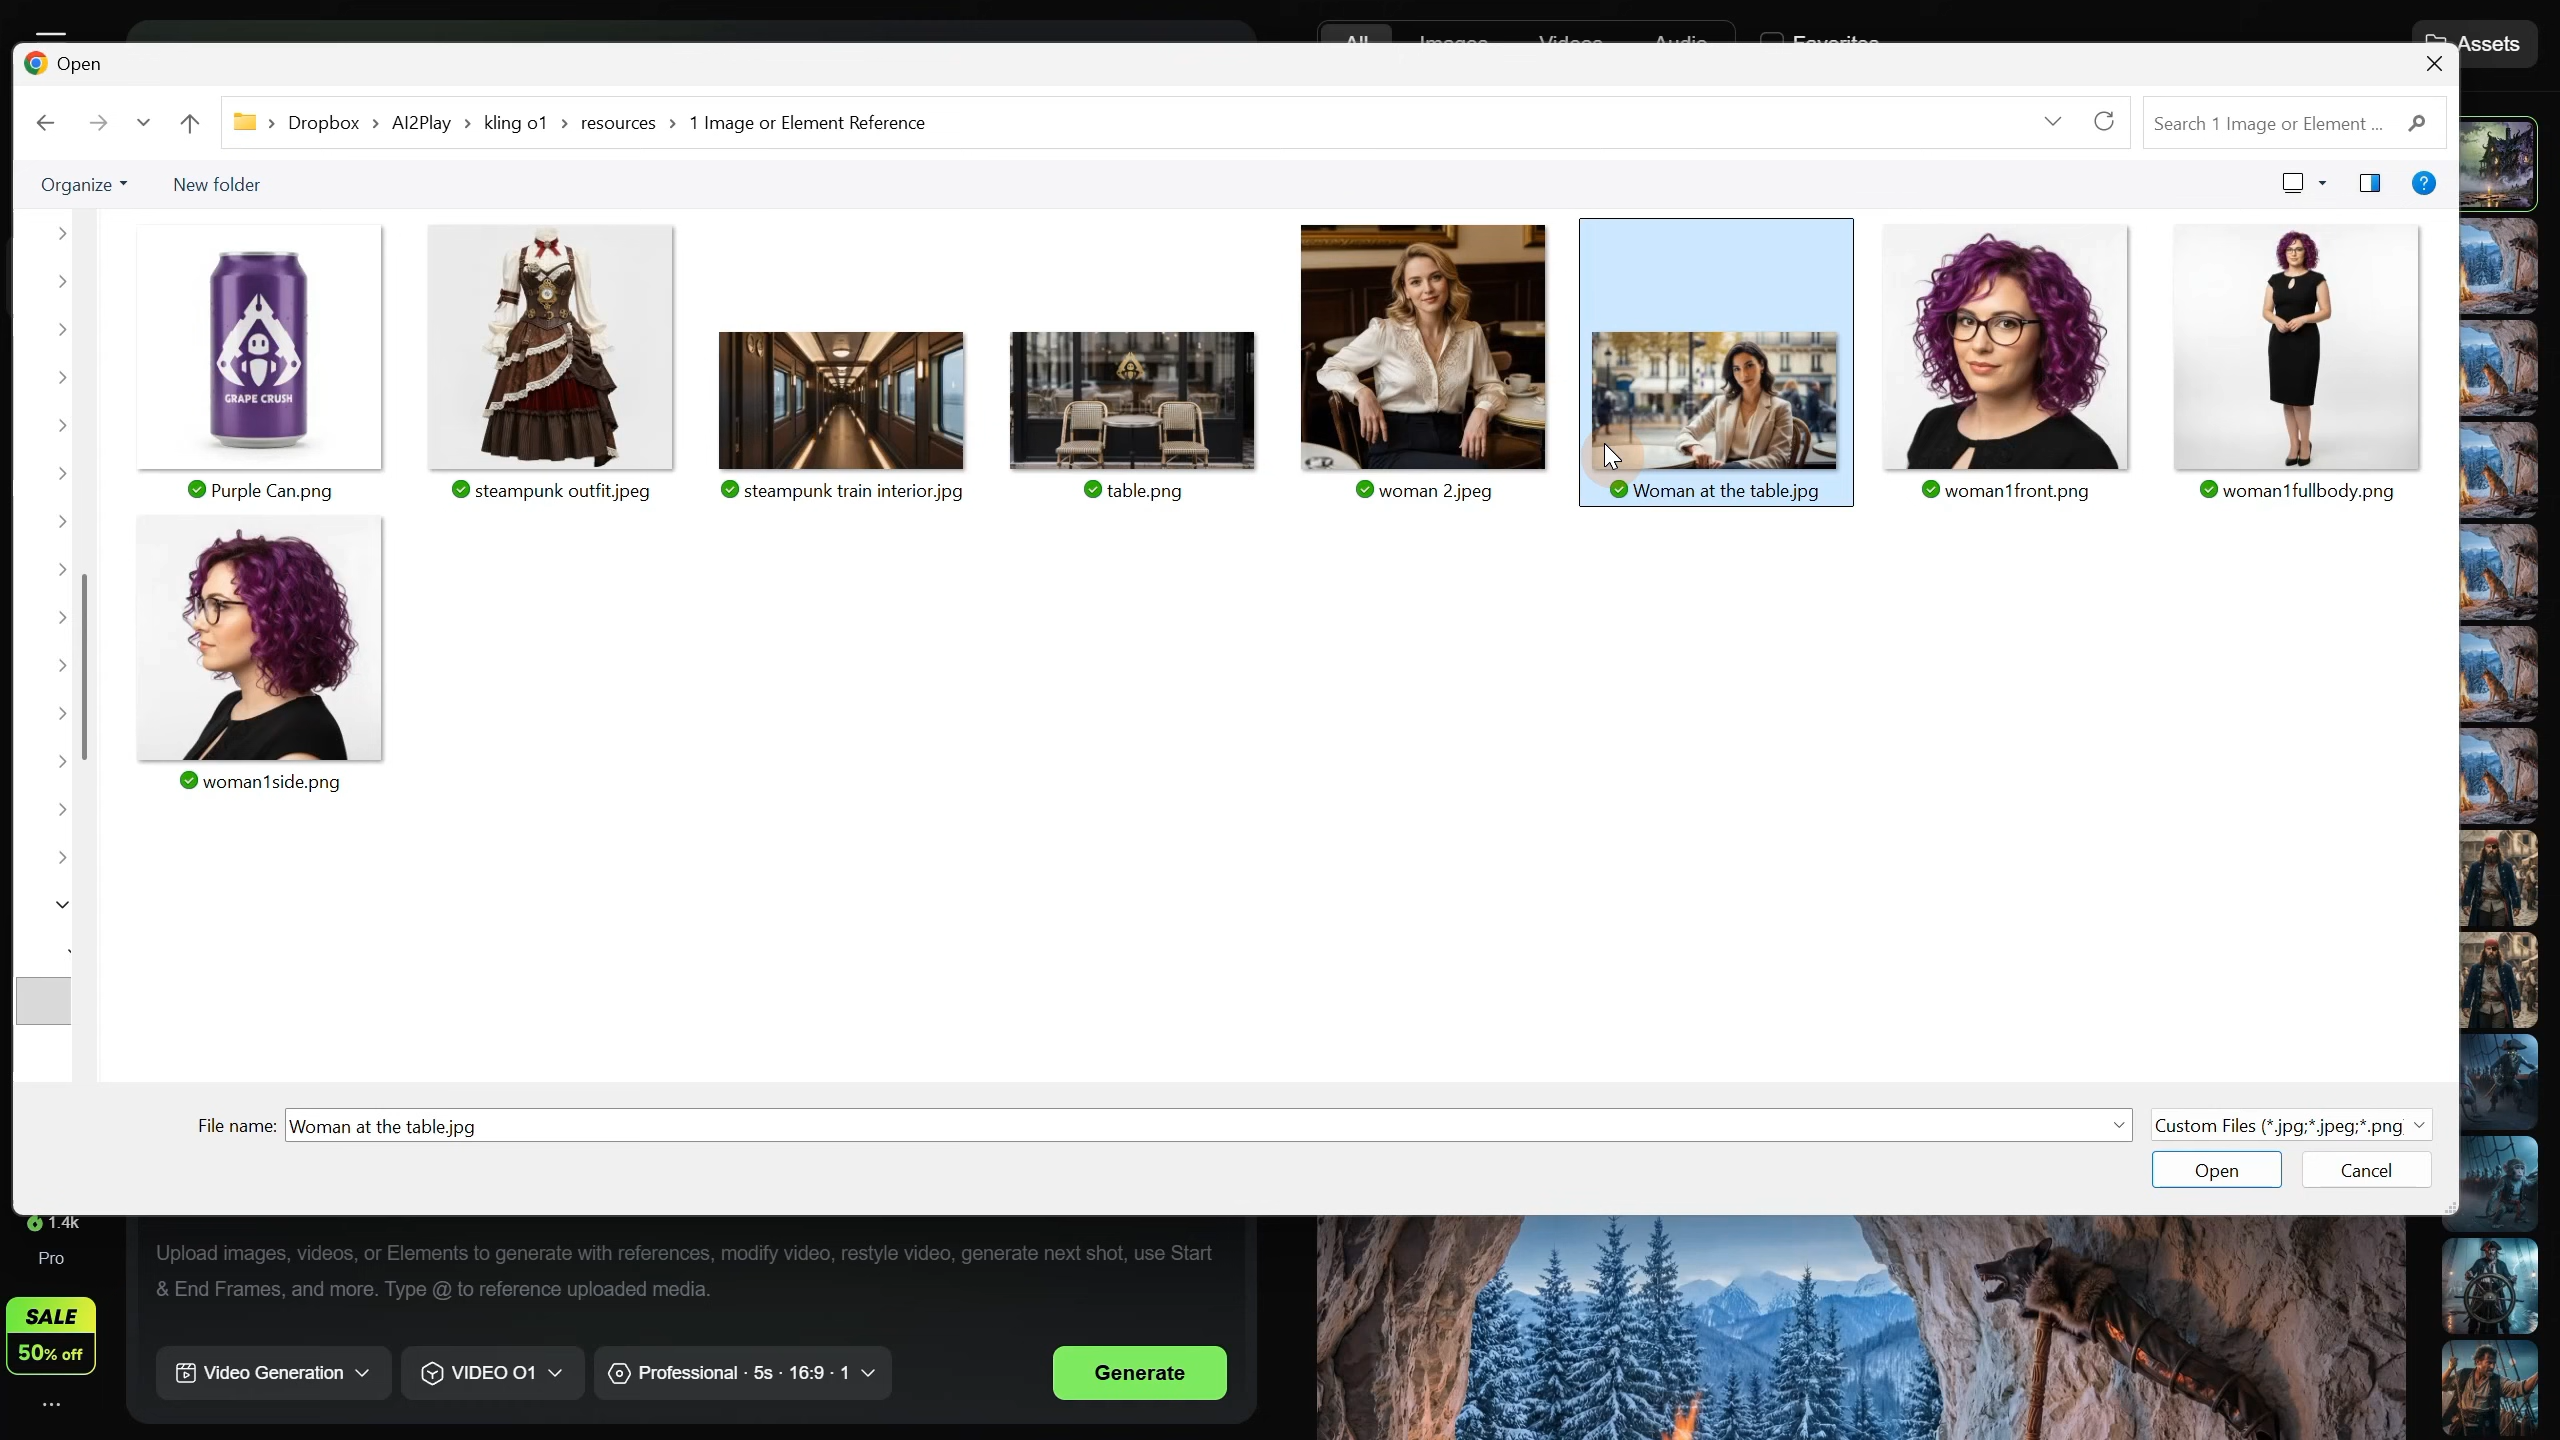 All Images Videos Audio Favorites
Assets
Open
Dropbox > AI2Play > kling o1 > resources > 1 Image or Element Reference
Search 1 Image or Element ...
Organize New folder
?
GRAPE CRUSH
Purple Can.png
steampunk outfit.jpeg
steampunk train interior.jpg
table.png
woman 2.jpeg
Woman at the table.jpg
woman1front.png
woman1fullbody.png
woman1side.png
File name: Woman at the table.jpg
Custom Files (*.jpg;*.jpeg;*.png
Open Cancel
1.4k
Pro
SALE
50% off
...
Upload images, videos, or Elements to generate with references, modify video, restyle video, generate next shot, use Start
& End Frames, and more. Type @ to reference uploaded media.
Video Generation VIDEO O1 Professional · 5s · 16:9 · 1 Generate